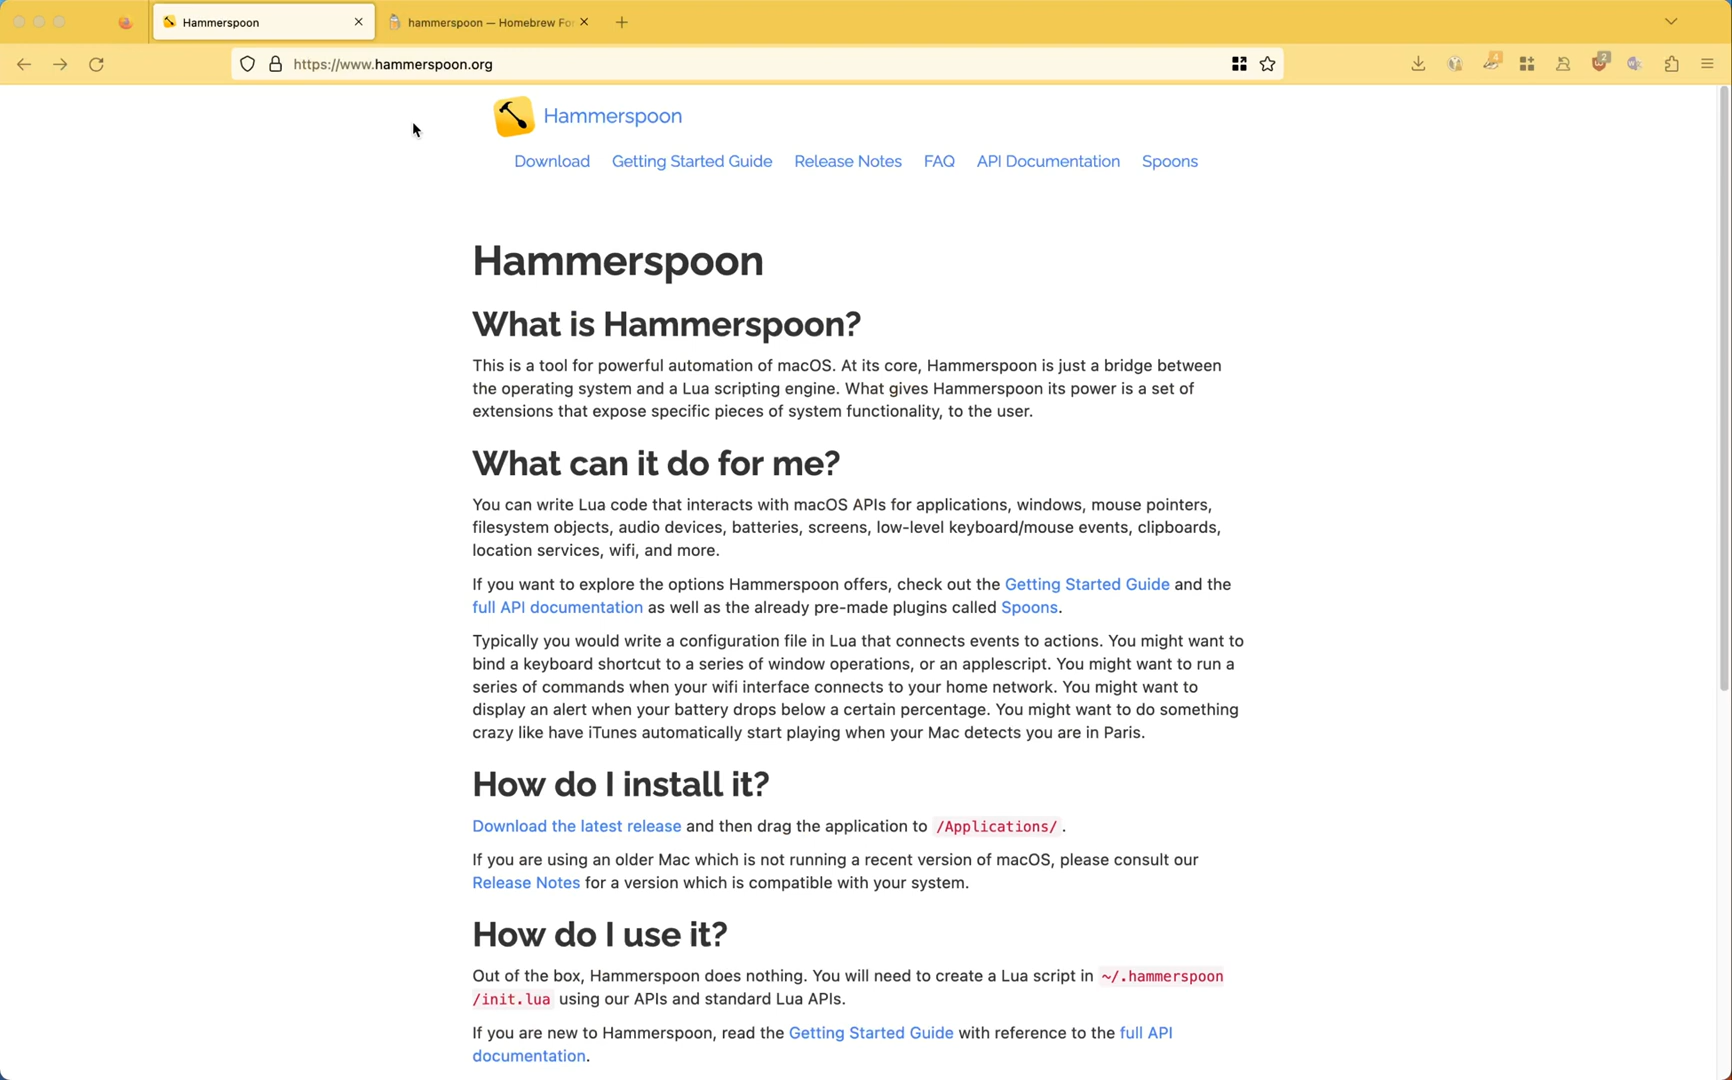 Hammerspoon
hammerspoon — Homebrew Fo
https://www.hammerspoon.org
4
2
Hammerspoon
Download Getting Started Guide Release Notes FAQ API Documentation Spoons
Hammerspoon
What is Hammerspoon?
This is a tool for powerful automation of macOS. At its core, Hammerspoon is just a bridge between
the operating system and a Lua scripting engine. What gives Hammerspoon its power is a set of
extensions that expose specific pieces of system functionality, to the user.
What can it do for me?
You can write Lua code that interacts with macOS APIs for applications, windows, mouse pointers,
filesystem objects, audio devices, batteries, screens, low-level keyboard/mouse events, clipboards,
location services, wifi, and more.
If you want to explore the options Hammerspoon offers, check out the Getting Started Guide and the
full API documentation as well as the already pre-made plugins called Spoons.
Typically you would write a configuration file in Lua that connects events to actions. You might want to
bind a keyboard shortcut to a series of window operations, or an applescript. You might want to run a
series of commands when your wifi interface connects to your home network. You might want to
display an alert when your battery drops below a certain percentage. You might want to do something
crazy like have iTunes automatically start playing when your Mac detects you are in Paris.
How do I install it?
Download the latest release and then drag the application to /Applications/ .
If you are using an older Mac which is not running a recent version of macOS, please consult our
Release Notes for a version which is compatible with your system.
How do I use it?
Out of the box, Hammerspoon does nothing. You will need to create a Lua script in ~/.hammerspoon
/init.lua using our APIs and standard Lua APIs.
If you are new to Hammerspoon, read the Getting Started Guide with reference to the full API
documentation.